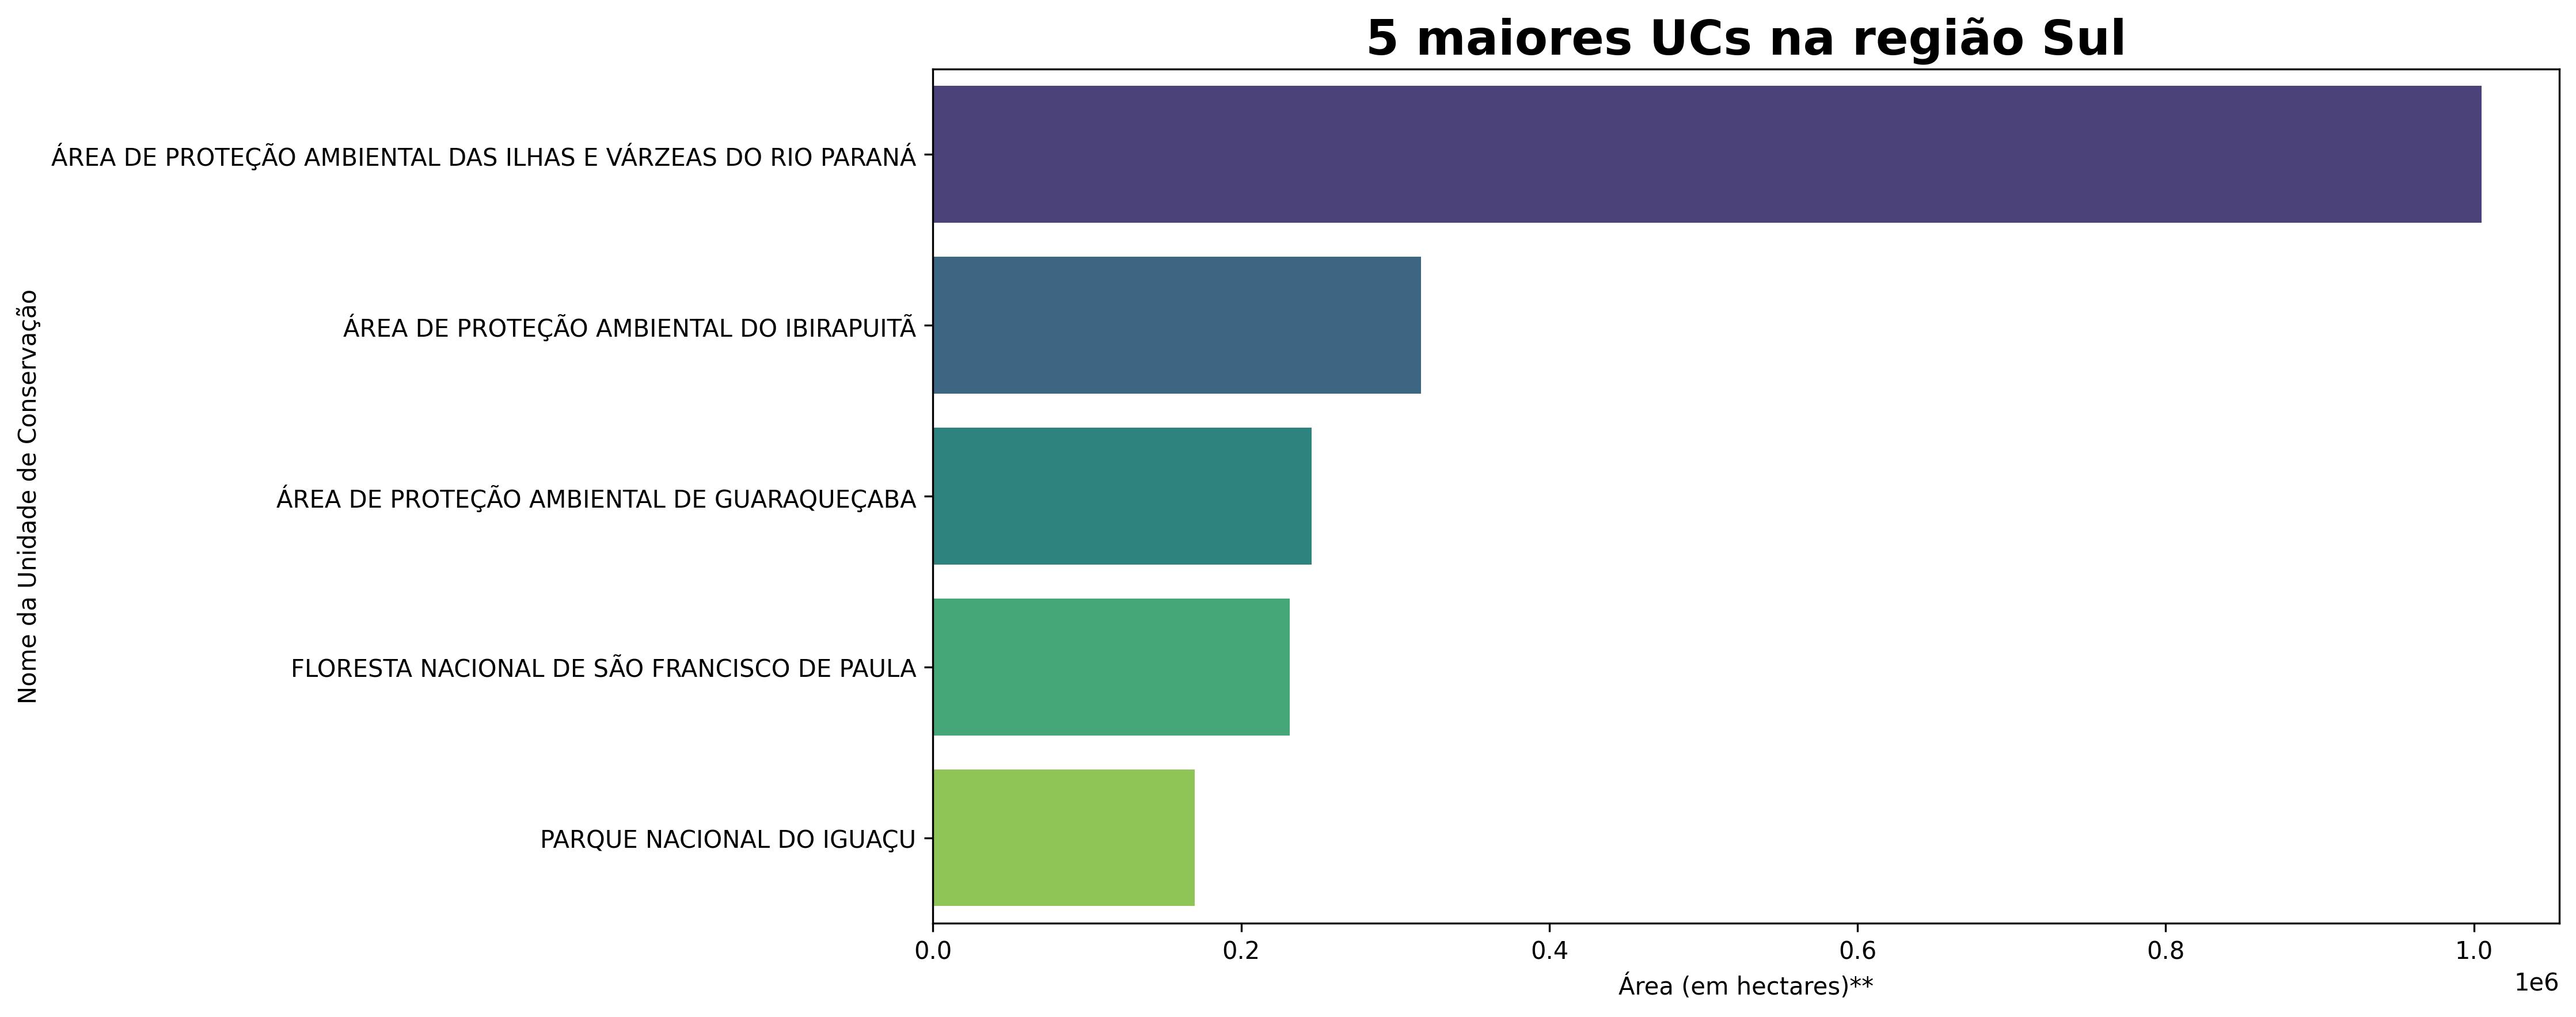 5 maiores UCs na região Sul
Nome da Unidade de Conservação
ÁREA DE PROTEÇÃO AMBIENTAL DAS ILHAS E VÁRZEAS DO RIO PARANÁ
ÁREA DE PROTEÇÃO AMBIENTAL DO IBIRAPUITÃ
ÁREA DE PROTEÇÃO AMBIENTAL DE GUARAQUEÇABA
FLORESTA NACIONAL DE SÃO FRANCISCO DE PAULA
PARQUE NACIONAL DO IGUAÇU
0.0 0.2 0.4 0.6 0.8 1.0
1e6
Área (em hectares)**